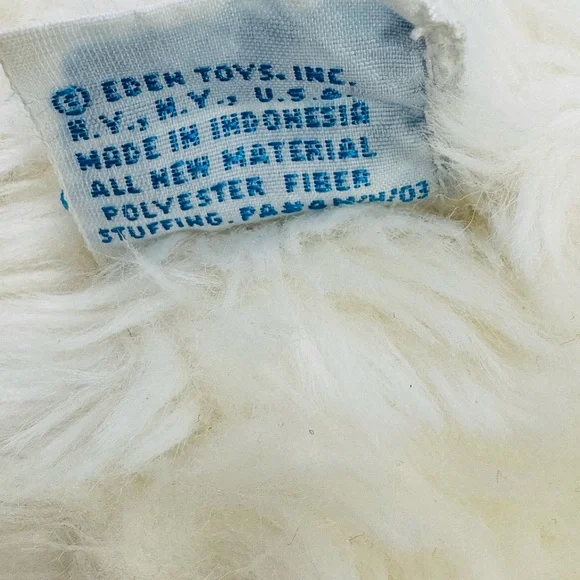 © EDEN TOYS. INC.
N.Y., N.Y., U.S.A.
MADE IN INDONESIA
ALL NEW MATERIAL
POLYESTER FIBER
STUFFING.